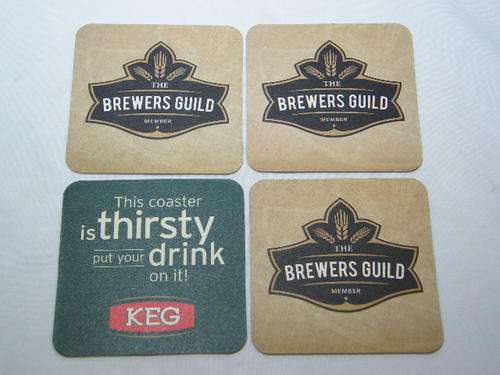 THE
BREWERS GUILD
MEMBER
THE
BREWERS GUILD
MEMBER
This coaster
is thirsty
put your drink
on it!
KEG
THE
BREWERS GUILD
MEMBER